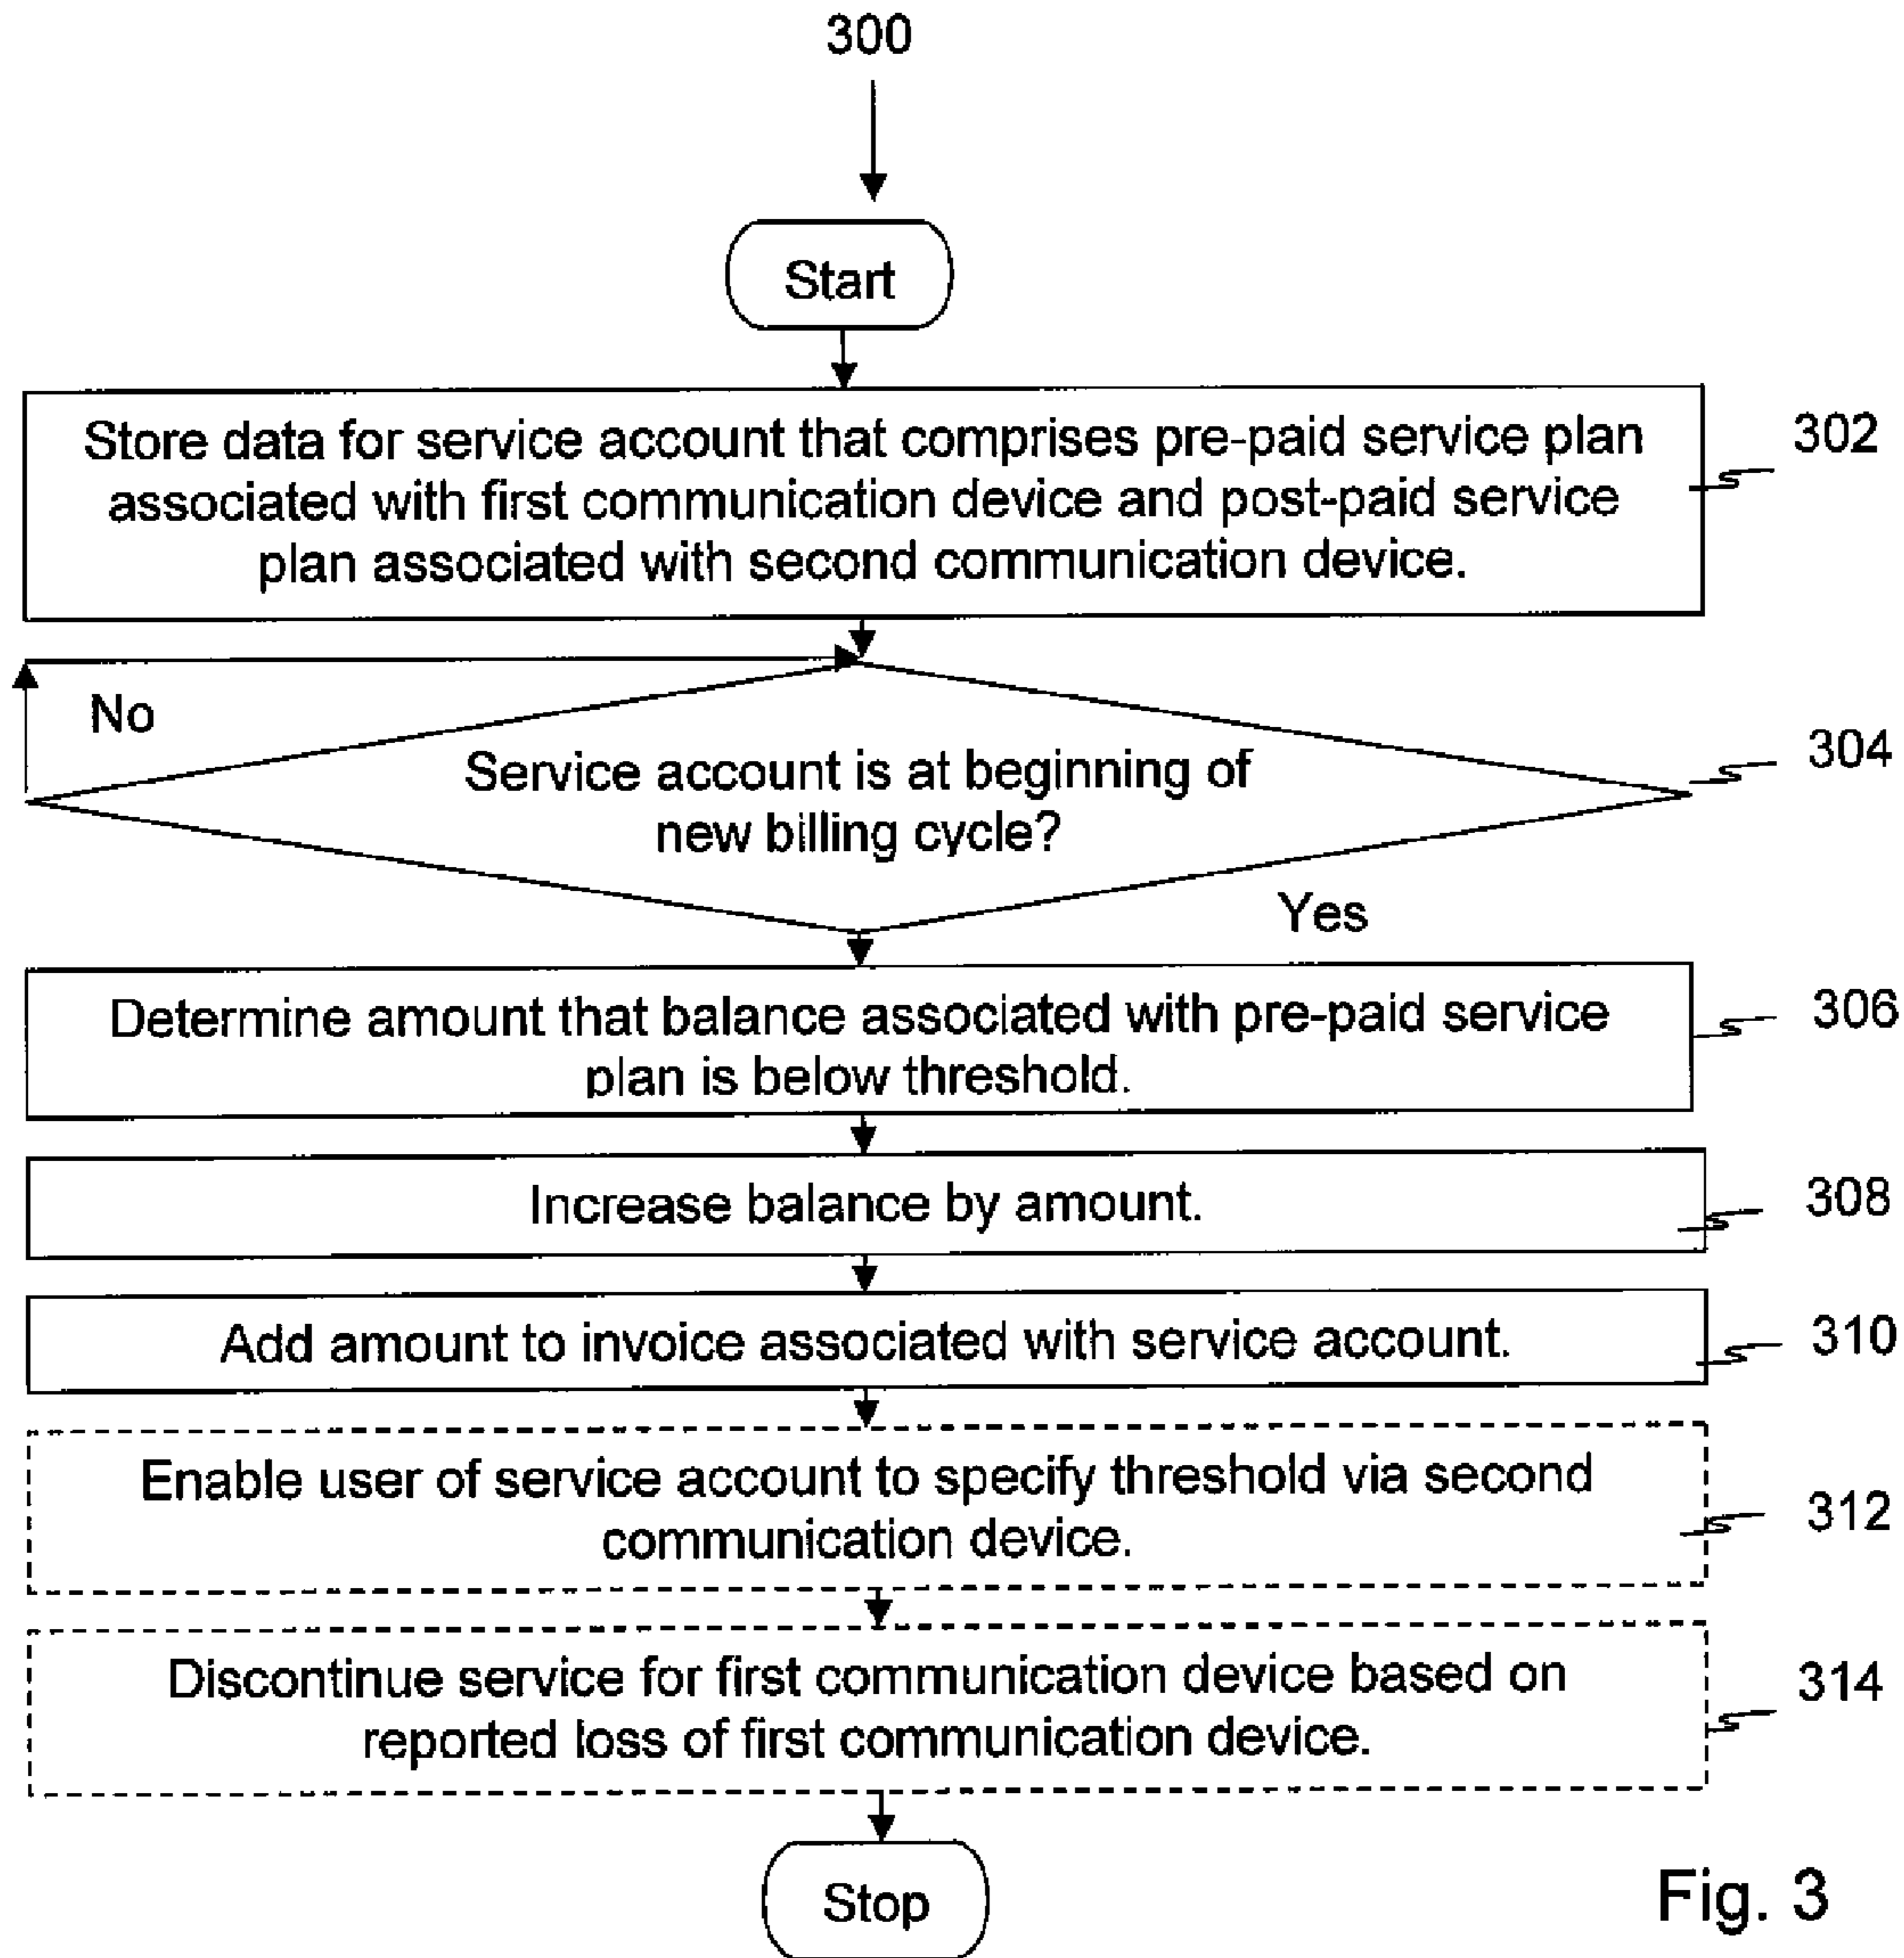 300
Start
Store data for service account that comprises pre-paid service plan
associated with first communication device and post-paid service
plan associated with second communication device.
302
No
Service account is at beginning of
new billing cycle?
304
Yes
Determine amount that balance associated with pre-paid service
plan is below threshold.
306
Increase balance by amount.
308
Add amount to invoice associated with service account.
310
Enable user of service account to specify threshold via second
communication device.
312
Discontinue service for first communication device based on
reported loss of first communication device.
314
Stop
Fig. 3